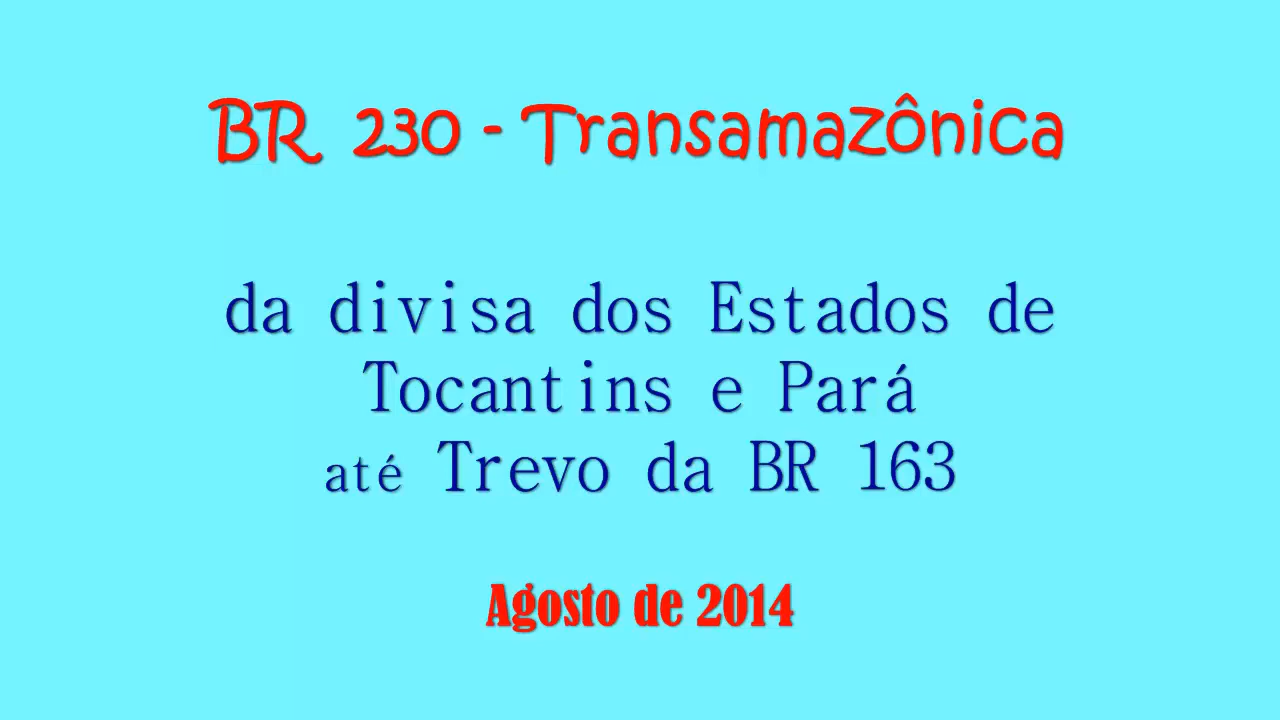 BR 230 - Transamazônica
da divisa dos Estados de
Tocantins e Pará
até Trevo da BR 163
Agosto de 2014